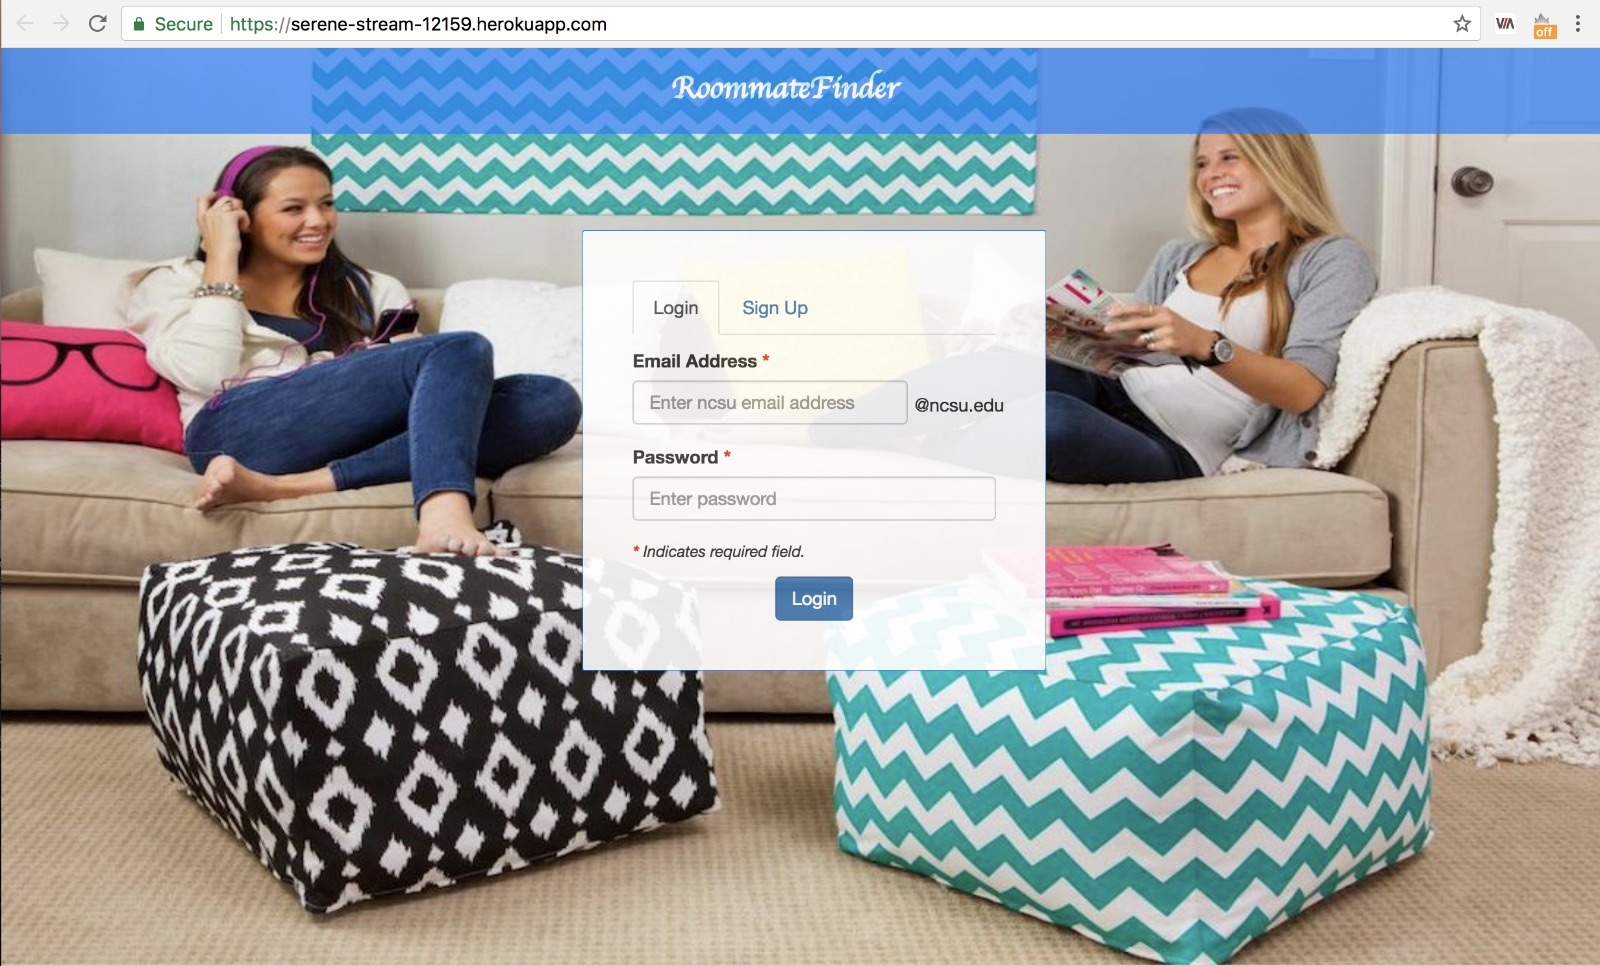 Secure https://serene-stream-12159.herokuapp.com
VIA
off
RoommateFinder
Login Sign Up
Email Address *
Enter ncsu email address @ncsu.edu
Password *
Enter password
* Indicates required field.
Login